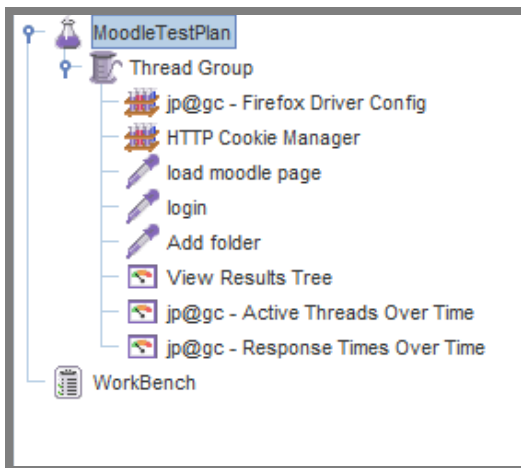 MoodleTestPlan
Thread Group
jp@gc - Firefox Driver Config
HTTP Cookie Manager
load moodle page
login
Add folder
View Results Tree
jp@gc - Active Threads Over Time
jp@gc - Response Times Over Time
WorkBench